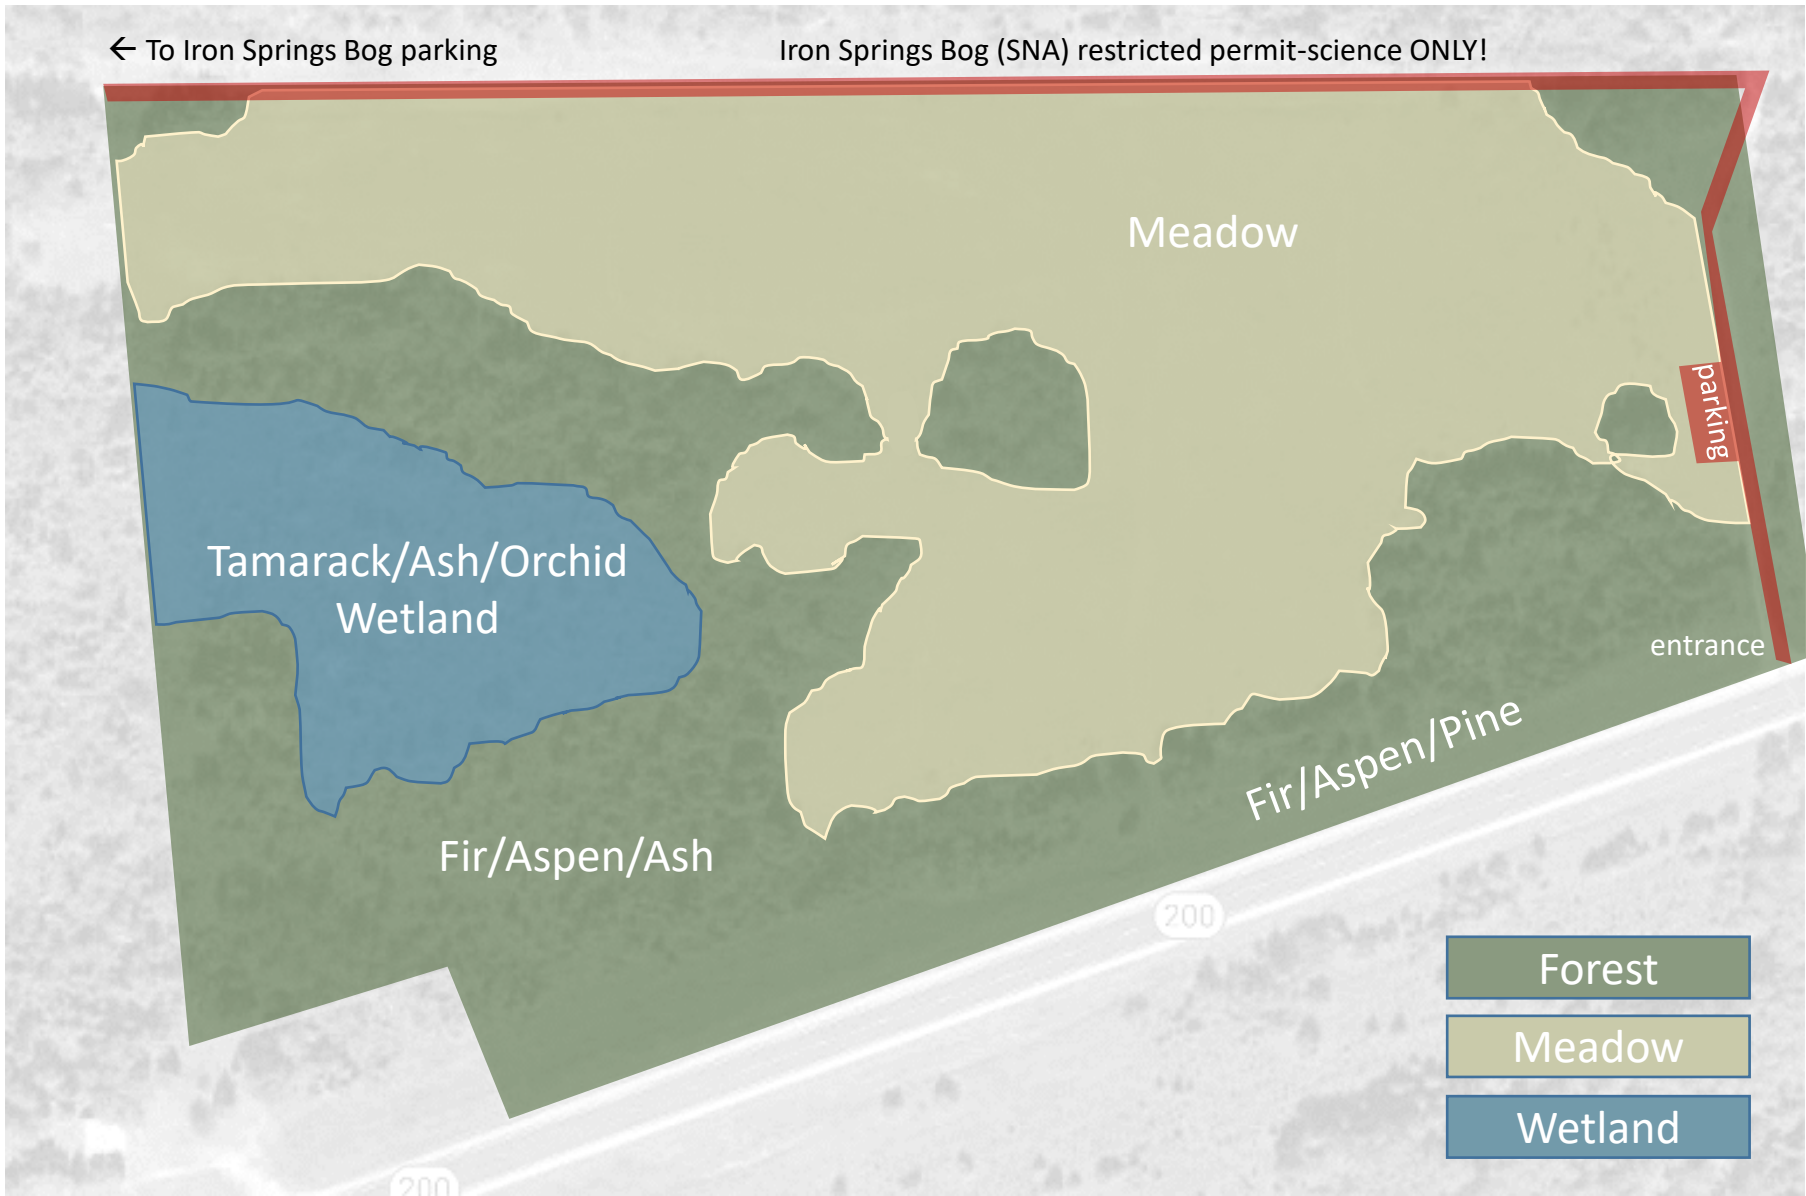 ← To Iron Springs Bog parking
Iron Springs Bog (SNA) restricted permit-science ONLY!
Meadow
parking
Tamarack/Ash/Orchid
Wetland
entrance
Fir/Aspen/Pine
Fir/Aspen/Ash
200
Forest
Meadow
Wetland
200